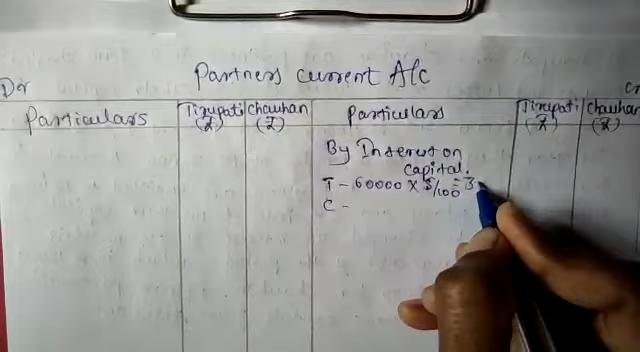 Partners current A/c
Dr Cr
Particulars Tirupati (₹) Chauhan (₹) Particulars Tirupati (₹) Chauhan (₹)
By Interest on
capital.
T - 60000 x 5/100 = 3
C -